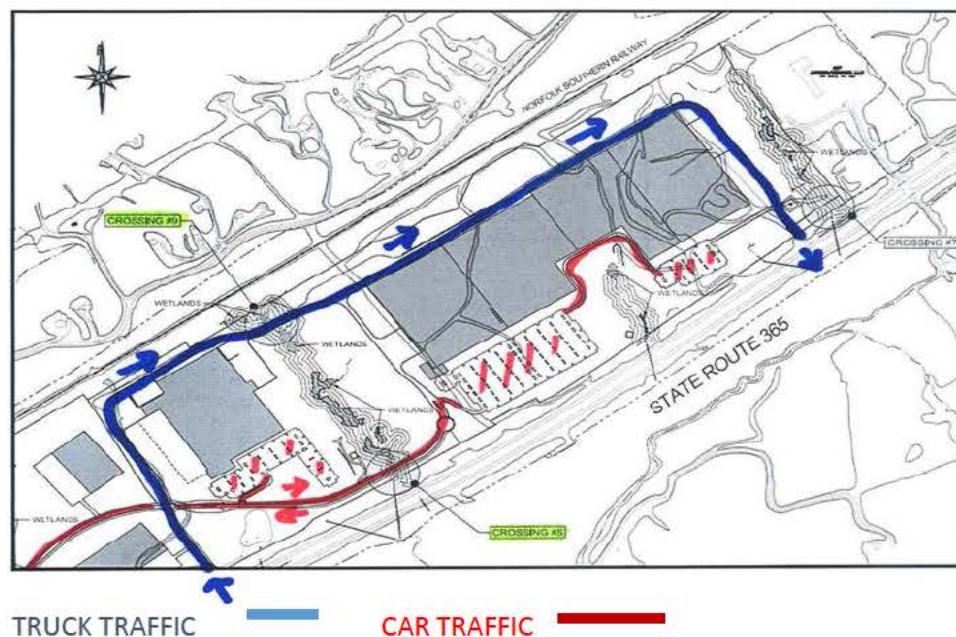 NORFOLK SOUTHERN RAILWAY
WETLANDS
CROSSING #9
CROSSING #7
WETLANDS
WETLANDS
WETLANDS
STATE ROUTE 365
WETLANDS
WETLANDS
CROSSING #5
TRUCK TRAFFIC CAR TRAFFIC